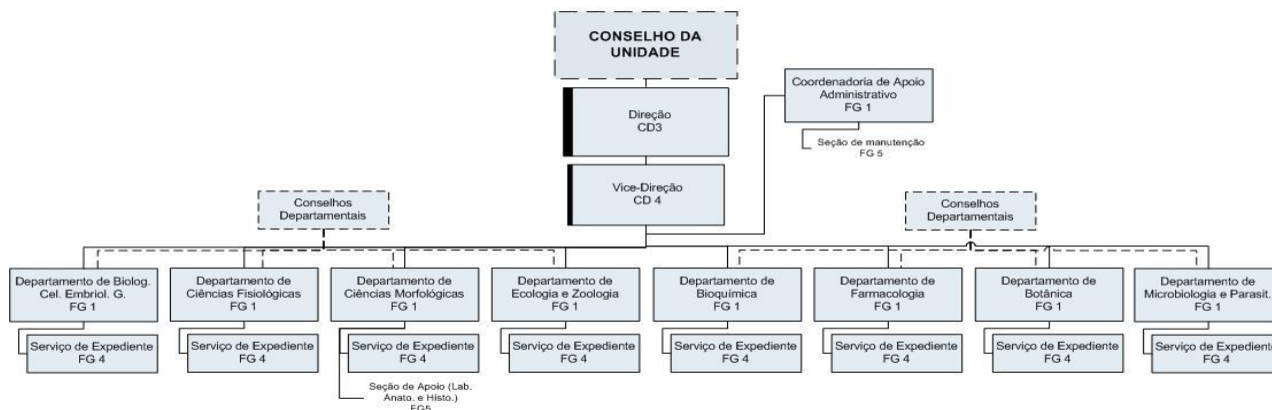 CONSELHO DA
UNIDADE
Coordenadoria de Apoio
Administrativo
FG 1
Seção de manutenção
FG 5
Direção
CD3
Vice-Direção
CD 4
Conselhos
Departamentais
Conselhos
Departamentais
Departamento de Biolog.
Cel. Embriol. G.
FG 1
Departamento de
Ciências Fisiológicas
FG 1
Departamento de
Ciências Morfológicas
FG 1
Departamento de
Ecologia e Zoologia
FG 1
Departamento de
Bioquímica
FG 1
Departamento de
Farmacologia
FG 1
Departamento de
Botânica
FG 1
Departamento de
Microbiologia e Parasit.
FG 1
Serviço de Expediente
FG 4
Serviço de Expediente
FG 4
Serviço de Expediente
FG 4
Serviço de Expediente
FG 4
Serviço de Expediente
FG 4
Serviço de Expediente
FG 4
Serviço de Expediente
FG 4
Serviço de Expediente
FG 4
Seção de Apoio (Lab.
Anato. e Histo.)
FG5